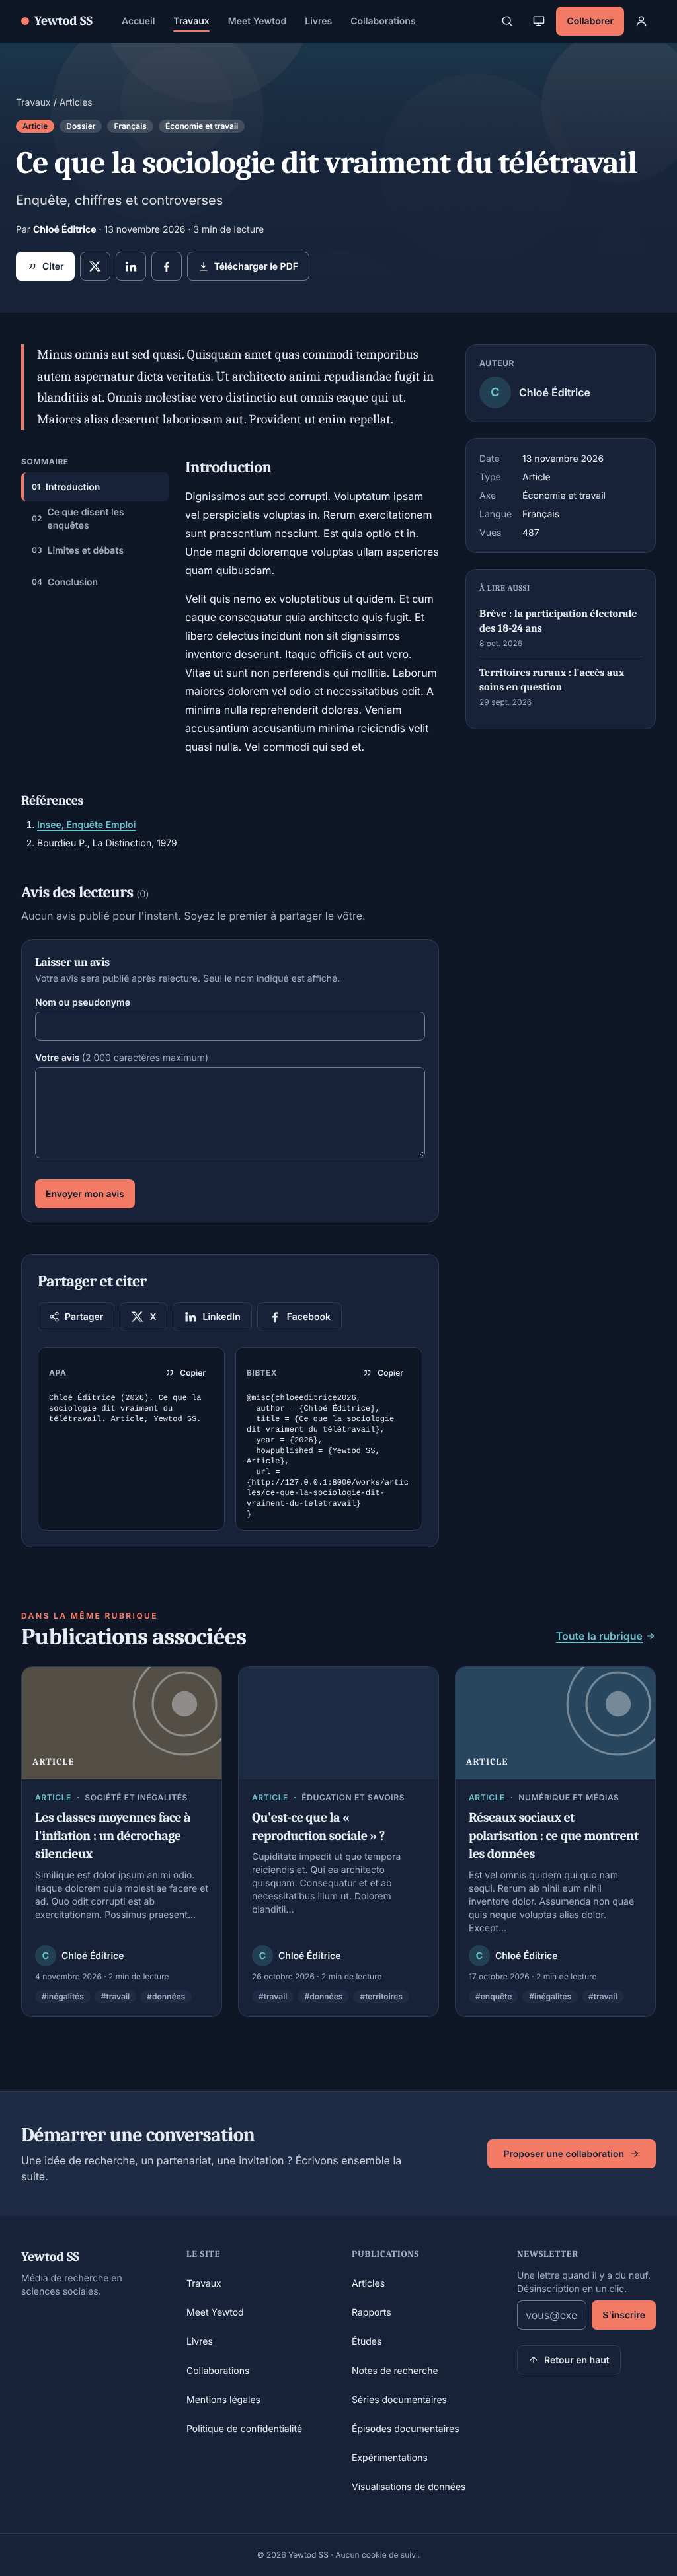 Yewtod SS
Accueil
Travaux
Meet Yewtod
Livres
Collaborations
Collaborer
Travaux / Articles
Article
Dossier
Français
Économie et travail
Ce que la sociologie dit vraiment du télétravail
Enquête, chiffres et controverses
Par Chloé Éditrice · 13 novembre 2026 · 3 min de lecture
Citer
Télécharger le PDF
Minus omnis aut sed quasi. Quisquam amet quas commodi temporibus
autem aspernatur dicta veritatis. Ut architecto animi repudiandae fugit in
blanditiis at. Omnis molestiae vero distinctio aut omnis eaque qui ut.
Maiores alias deserunt laboriosam aut. Provident ut enim repellat.
SOMMAIRE
01 Introduction
02 Ce que disent les
enquêtes
03 Limites et débats
04 Conclusion
Introduction
Dignissimos aut sed corrupti. Voluptatum ipsam
vel perspiciatis voluptas in. Rerum exercitationem
sunt praesentium nesciunt. Est quia optio et in.
Unde magni doloremque voluptas ullam asperiores
quam quibusdam.
Velit quis nemo ex voluptatibus ut quidem. Et cum
eaque consequatur quia architecto quis fugit. Et
libero delectus incidunt non sit dignissimos
inventore deserunt. Itaque officiis et aut vero.
Vitae ut sunt non perferendis qui mollitia. Laborum
maiores dolorem vel odio et necessitatibus odit. A
minima nulla reprehenderit dolores. Veniam
accusantium accusantium minima reiciendis velit
quasi nulla. Vel commodi qui sed et.
AUTEUR
C
Chloé Éditrice
Date 13 novembre 2026
Type Article
Axe Économie et travail
Langue Français
Vues 487
À LIRE AUSSI
Brève : la participation électorale
des 18-24 ans
8 oct. 2026
Territoires ruraux : l'accès aux
soins en question
29 sept. 2026
Références
1. Insee, Enquête Emploi
2. Bourdieu P., La Distinction, 1979
Avis des lecteurs (0)
Aucun avis publié pour l'instant. Soyez le premier à partager le vôtre.
Laisser un avis
Votre avis sera publié après relecture. Seul le nom indiqué est affiché.
Nom ou pseudonyme
Votre avis (2 000 caractères maximum)
Envoyer mon avis
Partager et citer
Partager
X
LinkedIn
Facebook
APA
Copier
Chloé Éditrice (2026). Ce que la
sociologie dit vraiment du
télétravail. Article, Yewtod SS.
BIBTEX
Copier
@misc{chloeeditrice2026,
author = {Chloé Éditrice},
title = {Ce que la sociologie
dit vraiment du télétravail},
year = {2026},
howpublished = {Yewtod SS,
Article},
url =
{http://127.0.0.1:8000/works/artic
les/ce-que-la-sociologie-dit-
vraiment-du-teletravail}
}
DANS LA MÊME RUBRIQUE
Publications associées
Toute la rubrique
ARTICLE
ARTICLE · SOCIÉTÉ ET INÉGALITÉS
Les classes moyennes face à
l'inflation : un décrochage
silencieux
Similique est dolor ipsum animi odio.
Itaque dolorem quia molestiae facere et
ad. Quo odit corrupti est ab
exercitationem. Possimus praesent...
C
Chloé Éditrice
4 novembre 2026 · 2 min de lecture
#inégalités
#travail
#données
ARTICLE · ÉDUCATION ET SAVOIRS
Qu'est-ce que la «
reproduction sociale » ?
Cupiditate impedit ut quo tempora
reiciendis et. Qui ea architecto
quisquam. Consequatur et et ab
necessitatibus illum ut. Dolorem
blanditii...
C
Chloé Éditrice
26 octobre 2026 · 2 min de lecture
#travail
#données
#territoires
ARTICLE
ARTICLE · NUMÉRIQUE ET MÉDIAS
Réseaux sociaux et
polarisation : ce que montrent
les données
Est vel omnis quidem qui quo nam
sequi. Rerum ab nihil eum nihil
inventore dolor. Assumenda non quae
quis neque voluptas alias dolor.
Except...
C
Chloé Éditrice
17 octobre 2026 · 2 min de lecture
#enquête
#inégalités
#travail
Démarrer une conversation
Une idée de recherche, un partenariat, une invitation ? Écrivons ensemble la
suite.
Proposer une collaboration
Yewtod SS
Média de recherche en
sciences sociales.
LE SITE
Travaux
Meet Yewtod
Livres
Collaborations
Mentions légales
Politique de confidentialité
PUBLICATIONS
Articles
Rapports
Études
Notes de recherche
Séries documentaires
Épisodes documentaires
Expérimentations
Visualisations de données
NEWSLETTER
Une lettre quand il y a du neuf.
Désinscription en un clic.
vous@exe
S'inscrire
Retour en haut
© 2026 Yewtod SS · Aucun cookie de suivi.